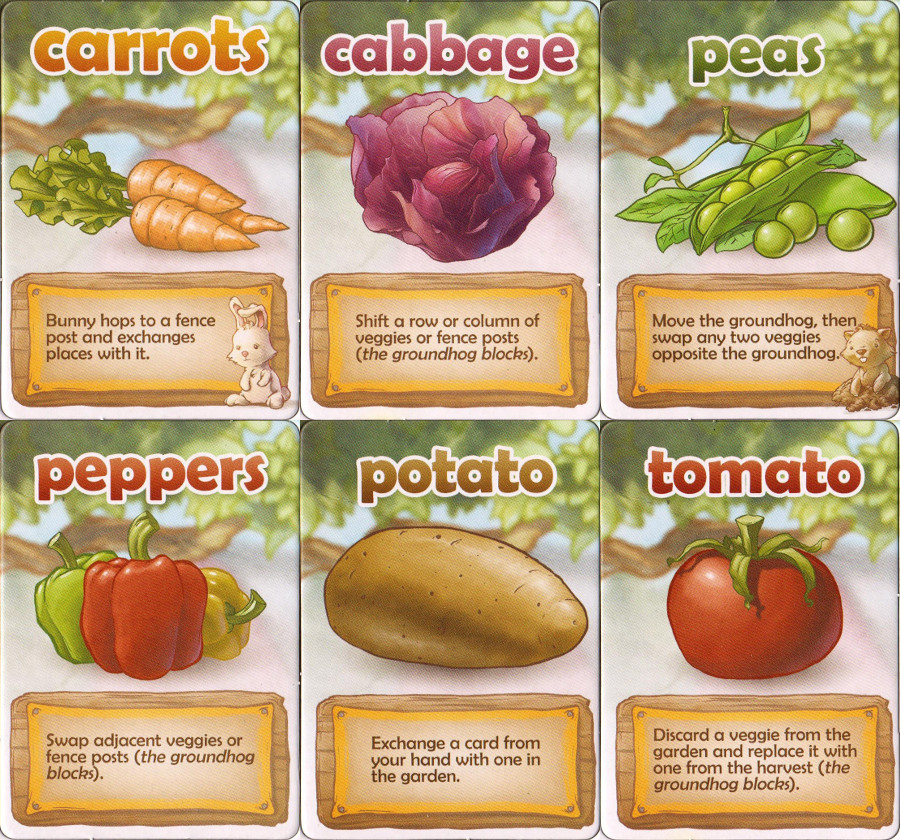 carrots
Bunny hops to a fence
post and exchanges
places with it.
cabbage
Shift a row or column of
veggies or fence posts
(the groundhog blocks).
peas
Move the groundhog, then
swap any two veggies
opposite the groundhog.
peppers
Swap adjacent veggies or
fence posts (the groundhog
blocks).
potato
Exchange a card from
your hand with one in
the garden.
tomato
Discard a veggie from the
garden and replace it with
one from the harvest (the
groundhog blocks).